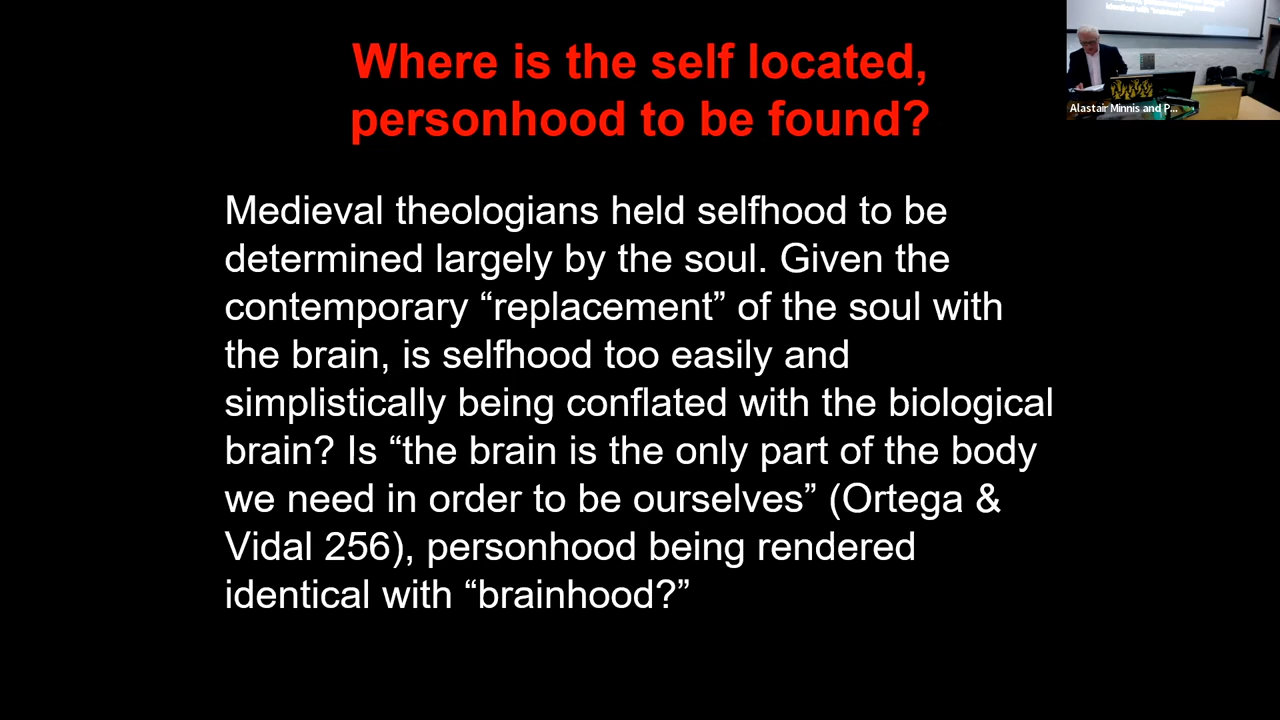 Where is the self located,
personhood to be found?
Medieval theologians held selfhood to be
determined largely by the soul. Given the
contemporary “replacement” of the soul with
the brain, is selfhood too easily and
simplistically being conflated with the biological
brain? Is “the brain is the only part of the body
we need in order to be ourselves” (Ortega &
Vidal 256), personhood being rendered
identical with “brainhood?”
identical with “brainhood?”
Alastair Minnis and P...